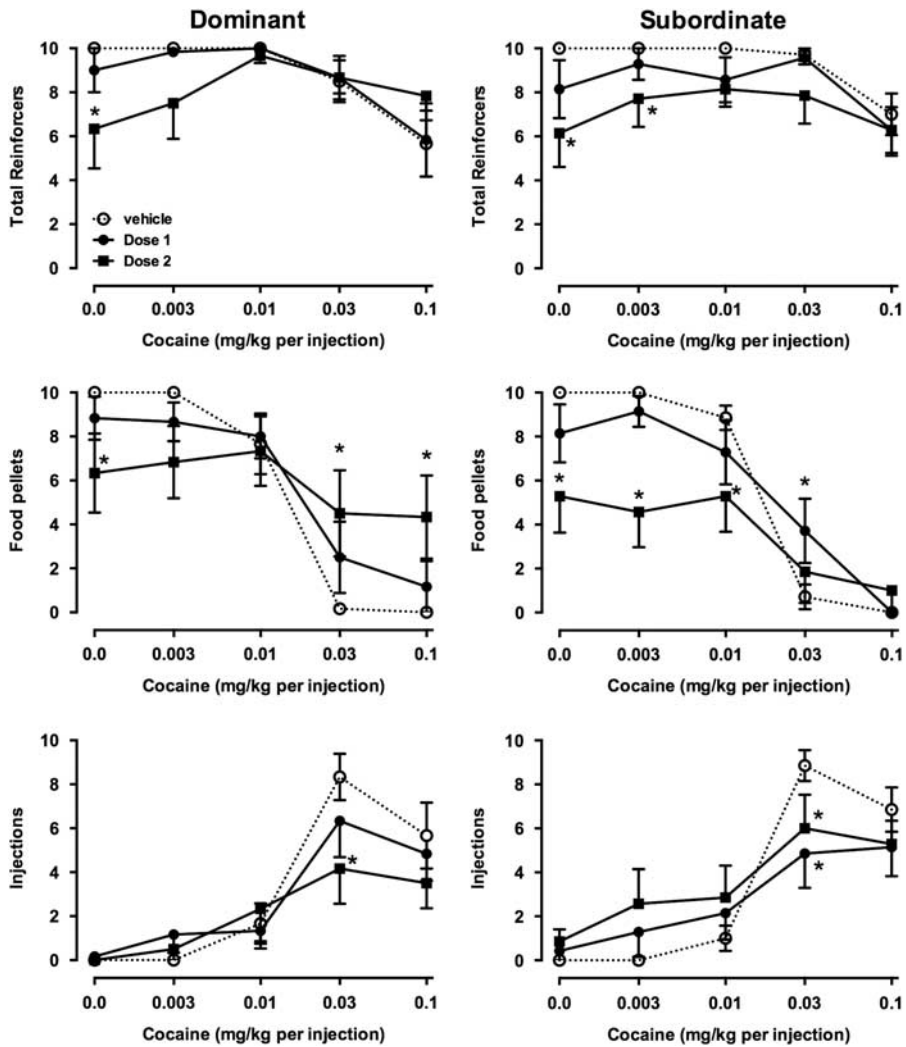 Dominant
Subordinate
Total Reinforcers
10
8
6
4
2
0
*
vehicle
Dose 1
Dose 2
0.0 0.003 0.01 0.03 0.1
Cocaine (mg/kg per injection)
Total Reinforcers
10
8
6
4
2
0
* *
0.0 0.003 0.01 0.03 0.1
Cocaine (mg/kg per injection)
Food pellets
10
8
6
4
2
0
* * *
0.0 0.003 0.01 0.03 0.1
Cocaine (mg/kg per injection)
Food pellets
10
8
6
4
2
0
* * * *
0.0 0.003 0.01 0.03 0.1
Cocaine (mg/kg per injection)
Injections
10
8
6
4
2
0
*
0.0 0.003 0.01 0.03 0.1
Cocaine (mg/kg per injection)
Injections
10
8
6
4
2
0
*
*
0.0 0.003 0.01 0.03 0.1
Cocaine (mg/kg per injection)